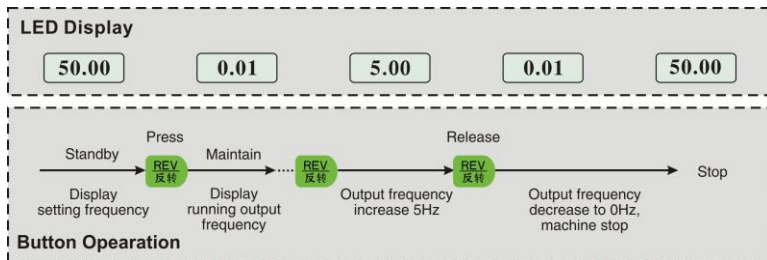 LED Display
50.00 0.01 5.00 0.01 50.00
Press Release
Standby REV 反转 Maintain REV 反转 REV 反转 Stop
Display setting frequency
Display running output frequency
Output frequency increase 5Hz
Output frequency decrease to 0Hz, machine stop
Button Opearation